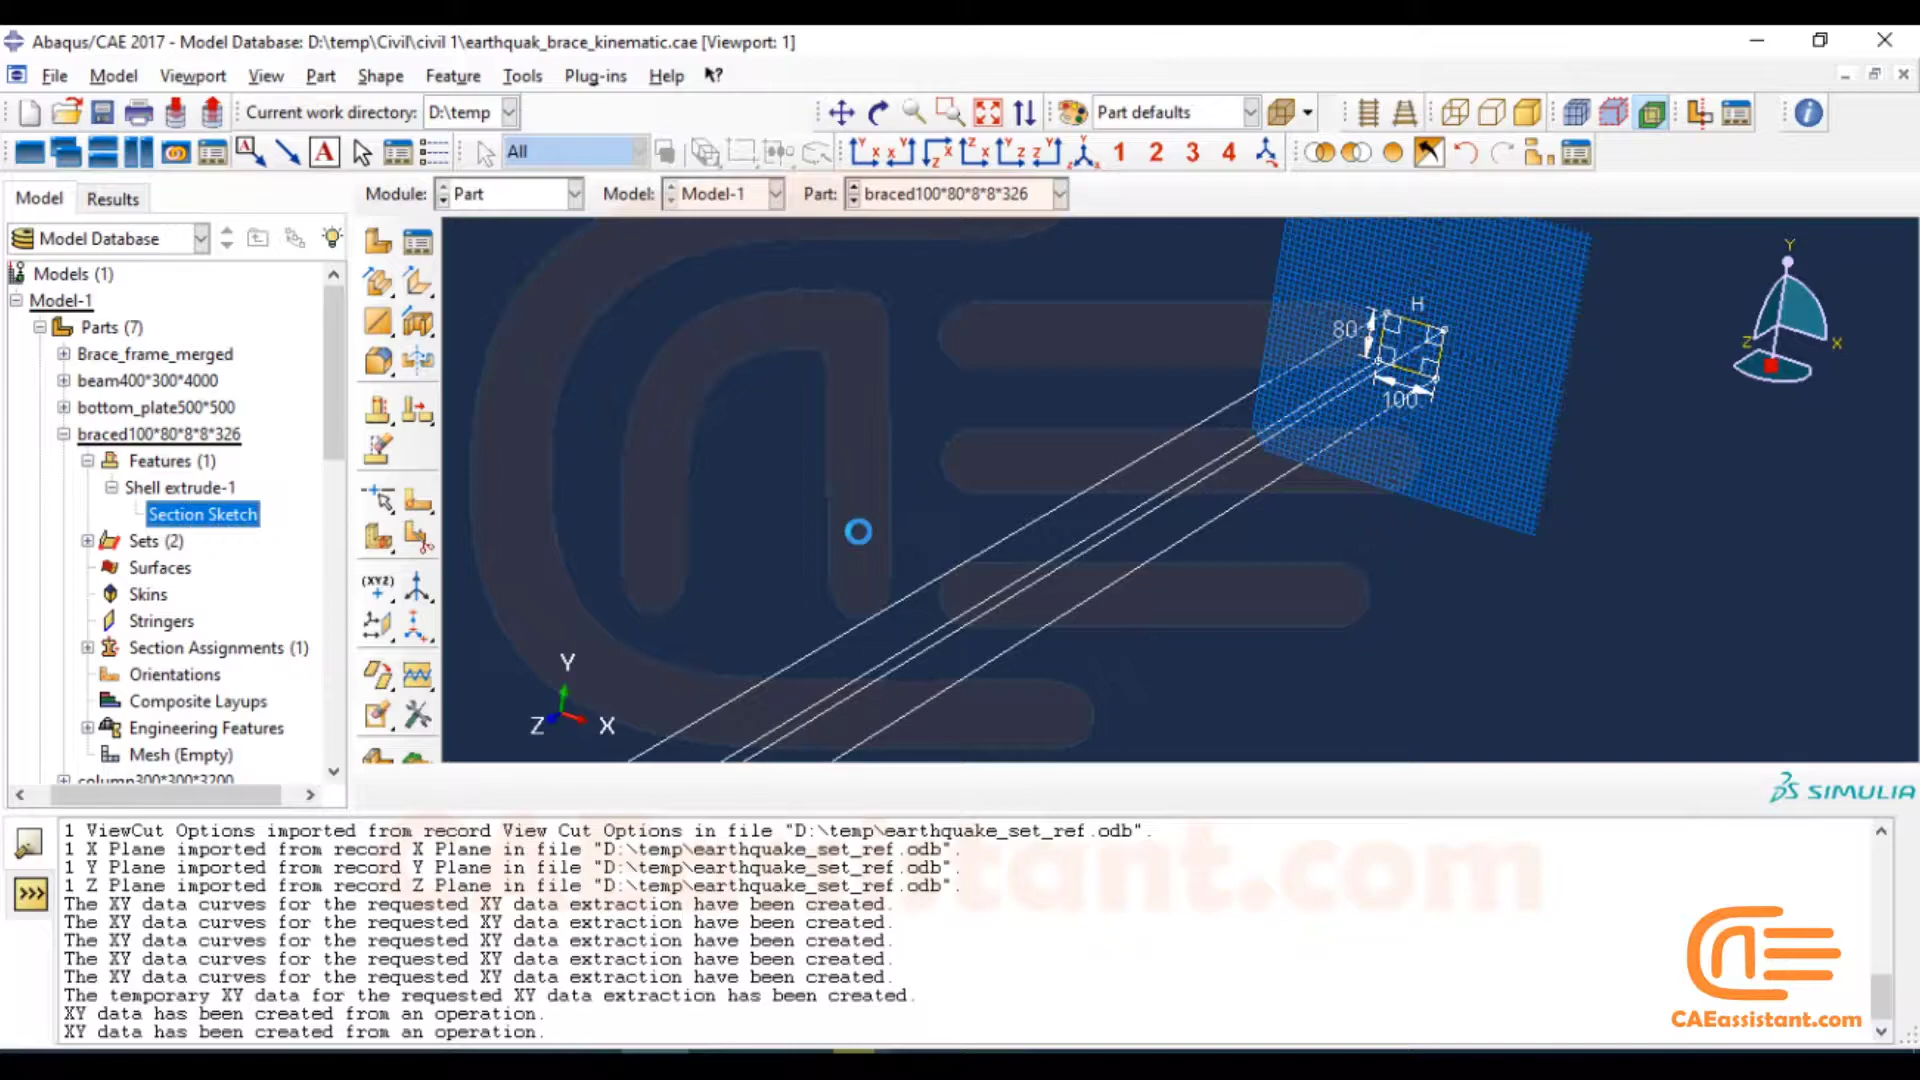 Abaqus/CAE 2017 - Model Database: D:\temp\Civil\civil 1\earthquak_brace_kinematic.cae [Viewport: 1]
File Model Viewport View Part Shape Feature Tools Plug-ins Help
Current work directory: D:\temp
Part defaults
All
1 2 3 4
Model Results
Module: Part Model: Model-1 Part: braced100*80*8*8*326
Model Database
Models (1)
Model-1
Parts (7)
Brace_frame_merged
beam400*300*4000
bottom_plate500*500
braced100*80*8*8*326
Features (1)
Shell extrude-1
Section Sketch
Sets (2)
Surfaces
Skins
Stringers
Section Assignments (1)
Orientations
Composite Layups
Engineering Features
Mesh (Empty)
column300*300*3200
(XYZ)
H
80
100
Y
Z
X
Y
Z
X
SIMULIA
1 ViewCut Options imported from record View Cut Options in file "D:\temp\earthquake_set_ref.odb".
1 X Plane imported from record X Plane in file "D:\temp\earthquake_set_ref.odb".
1 Y Plane imported from record Y Plane in file "D:\temp\earthquake_set_ref.odb".
1 Z Plane imported from record Z Plane in file "D:\temp\earthquake_set_ref.odb".
The XY data curves for the requested XY data extraction have been created.
The XY data curves for the requested XY data extraction have been created.
The XY data curves for the requested XY data extraction have been created.
The XY data curves for the requested XY data extraction have been created.
The XY data curves for the requested XY data extraction have been created.
The temporary XY data for the requested XY data extraction has been created.
XY data has been created from an operation.
XY data has been created from an operation.
CAEassistant.com